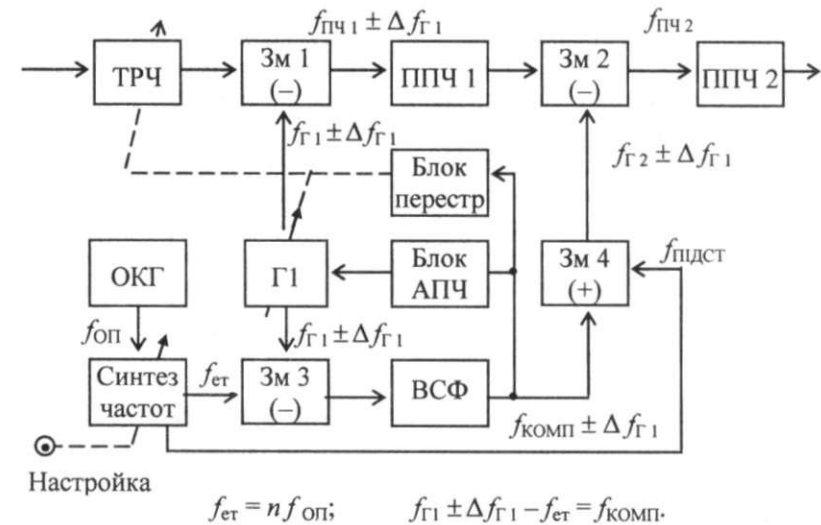 f_ПЧ 1 ± Δf_Г 1
f_ПЧ 2
ТРЧ
Зм 1
(–)
ППЧ 1
Зм 2
(–)
ППЧ 2
f_Г 1 ± Δf_Г 1
f_Г 2 ± Δf_Г 1
Блок
перестр
ОКГ
Г1
Блок
АПЧ
Зм 4
(+)
f_ПІДСТ
f_ОП
f_Г 1 ± Δf_Г 1
Синтез
частот
f_ет
Зм 3
(–)
ВСФ
f_КОМП ± Δf_Г 1
Настройка
f_ет = n f_ОП; f_Г1 ± Δf_Г 1 – f_ет = f_КОМП.